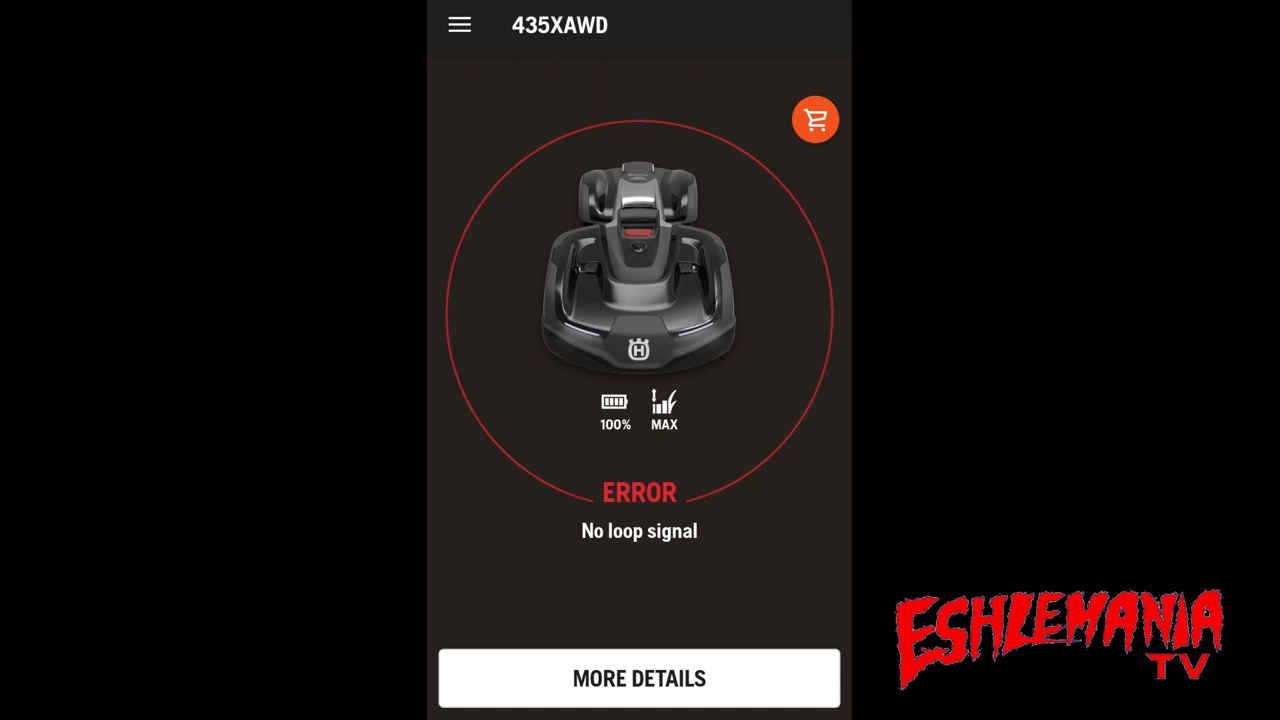 435XAWD
100% MAX
ERROR
No loop signal
MORE DETAILS
ESHLEMANIA
TV